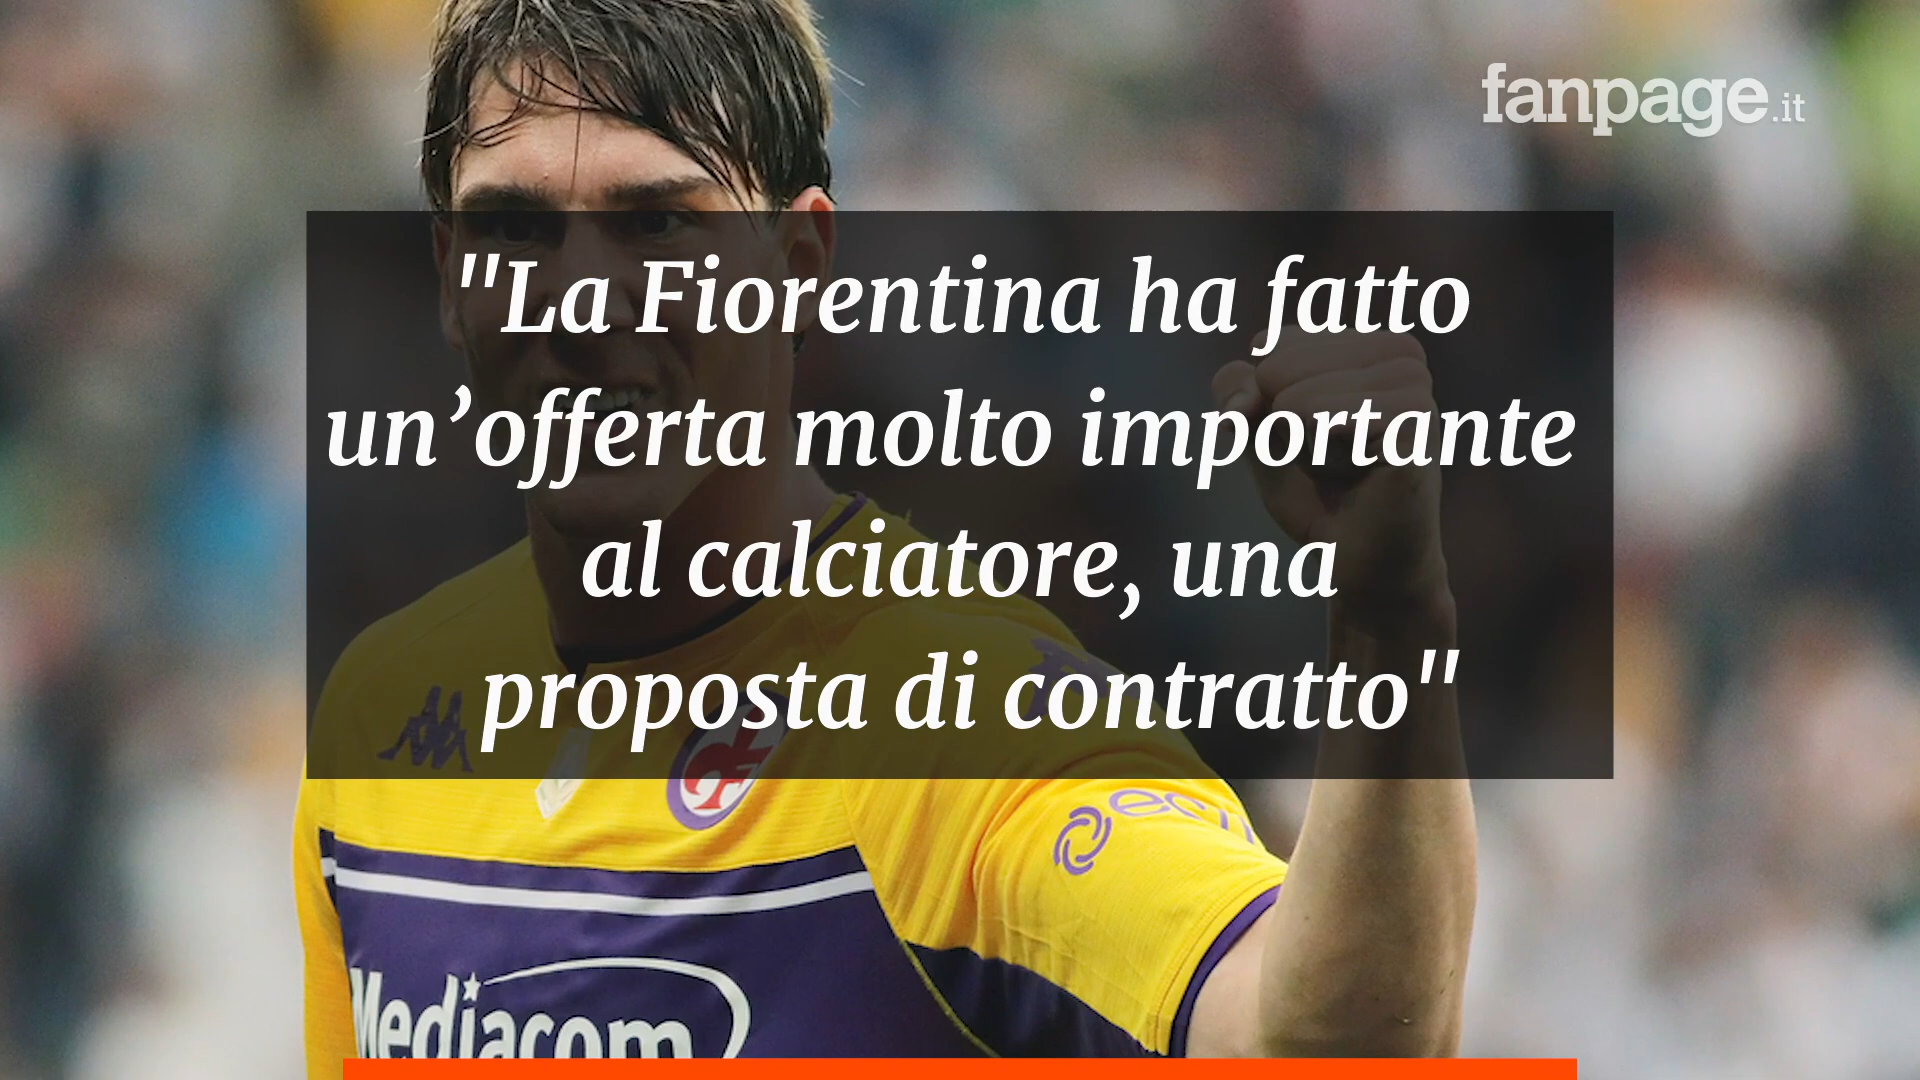 fanpage.it
"La Fiorentina ha fatto
un’offerta molto importante
al calciatore, una
proposta di contratto"
Mediacom